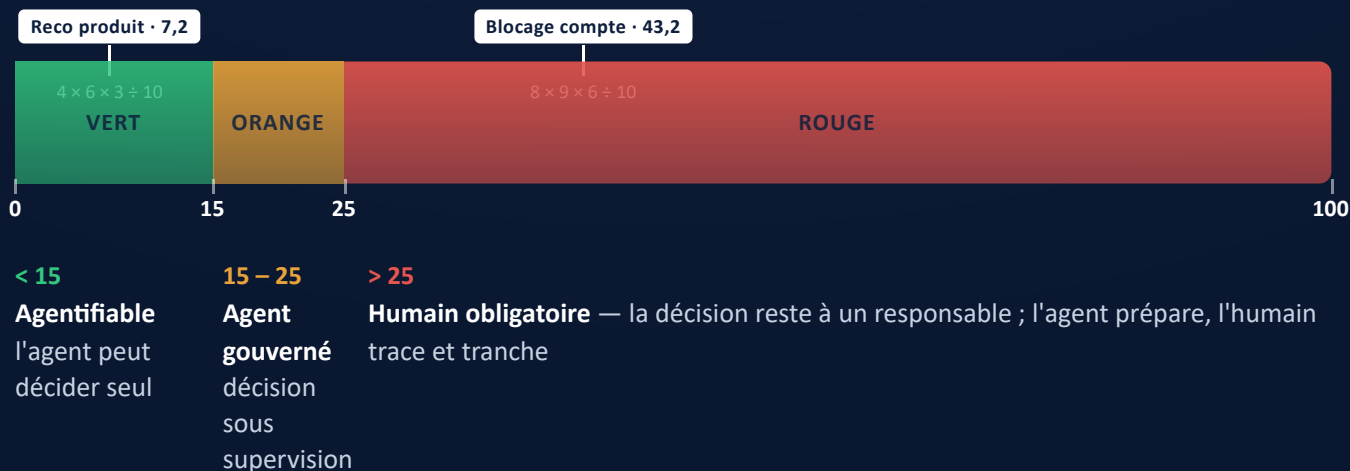 Reco produit · 7,2
Blocage compte · 43,2
4 × 6 × 3 ÷ 10
8 × 9 × 6 ÷ 10
VERT
ORANGE
ROUGE
0
15
25
100
< 15
Agentifiable
l'agent peut
décider seul
15 – 25
Agent
gouverné
décision
sous
supervision
> 25
Humain obligatoire — la décision reste à un responsable ; l'agent prépare, l'humain
trace et tranche